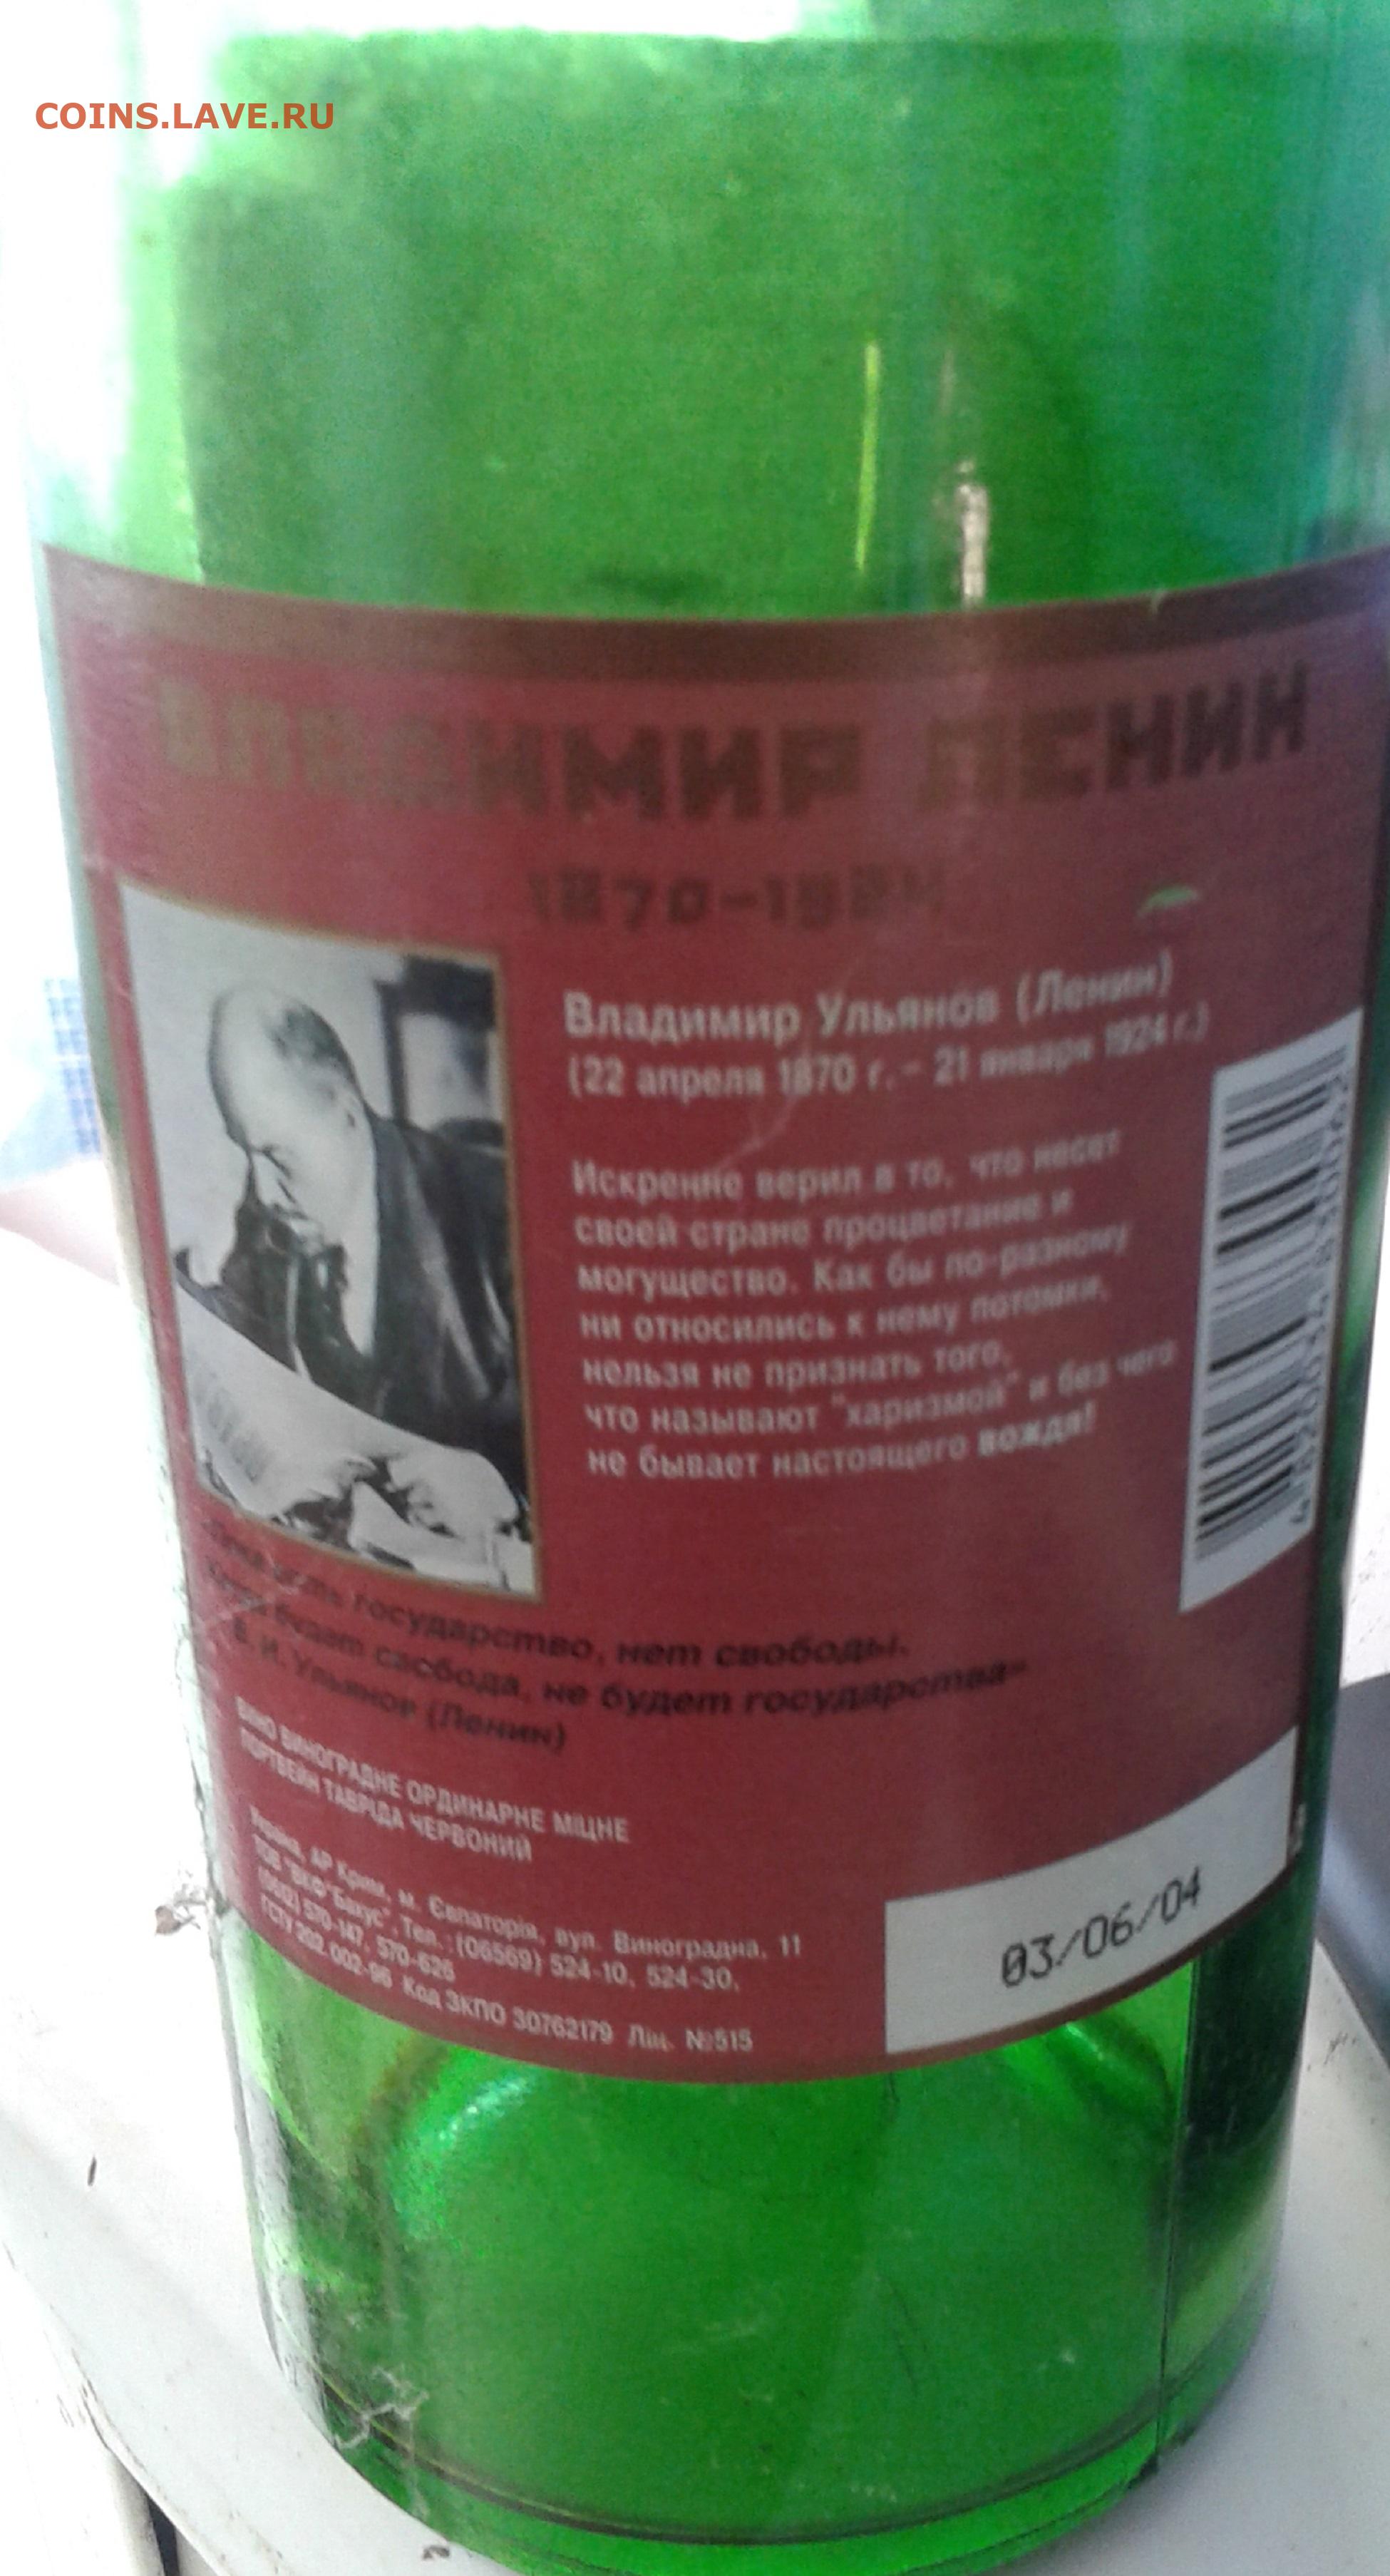 COINS.LAVE.RU
ВЛАДИМИР ЛЕНИН
1870-1924
Владимир Ульянов (Ленин)
(22 апреля 1870 г. - 21 января 1924 г.)
Искренне верил в то, что несет
своей стране процветание и
могущество. Как бы по-разному
ни относились к нему потомки,
нельзя не признать того,
что называют "харизмой" и без чего
не бывает настоящего вождя!
есть государство, нет свободы.
Когда будет свобода, не будет государства»
В. И. Ульянов (Ленин)
ВИНО ВИНОГРАДНЕ ОРДИНАРНЕ МІЦНЕ
ПОРТВЕЙН ТАВРІДА ЧЕРВОНИЙ
Україна, АР Крим, м. Євпаторія, вул. Виноградна, 11
ТОВ "ВКФ"Бахус", Тел.: (06569) 524-10, 524-30,
570-147, 570-625
ГСТУ 202.002-96 Код ЗКПО 30762179 Ліц. №515
03/06/04